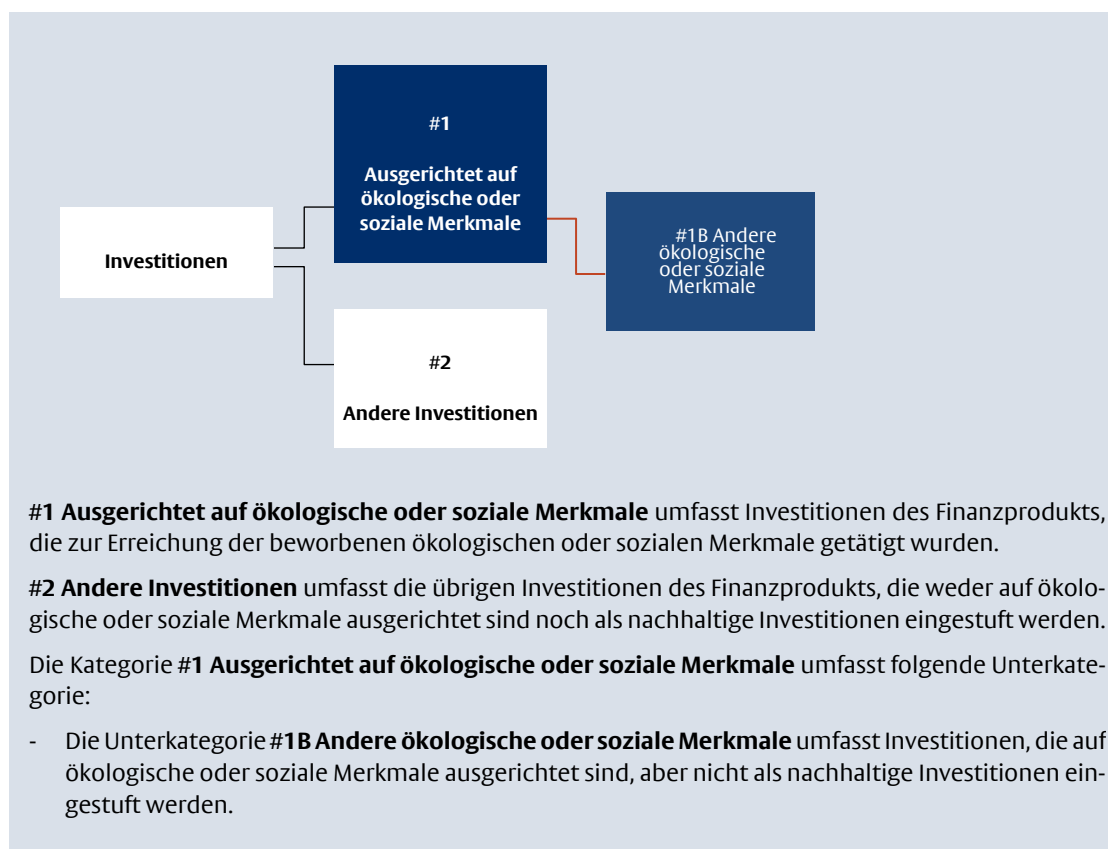 #1
Ausgerichtet auf
ökologische oder
soziale Merkmale
#1B Andere
ökologische
oder soziale
Merkmale
Investitionen
#2
Andere Investitionen
#1 Ausgerichtet auf ökologische oder soziale Merkmale umfasst Investitionen des Finanzprodukts,
die zur Erreichung der beworbenen ökologischen oder sozialen Merkmale getätigt wurden.
#2 Andere Investitionen umfasst die übrigen Investitionen des Finanzprodukts, die weder auf ökolo-
gische oder soziale Merkmale ausgerichtet sind noch als nachhaltige Investitionen eingestuft werden.
Die Kategorie #1 Ausgerichtet auf ökologische oder soziale Merkmale umfasst folgende Unterkate-
gorie:
- Die Unterkategorie #1B Andere ökologische oder soziale Merkmale umfasst Investitionen, die auf
ökologische oder soziale Merkmale ausgerichtet sind, aber nicht als nachhaltige Investitionen ein-
gestuft werden.